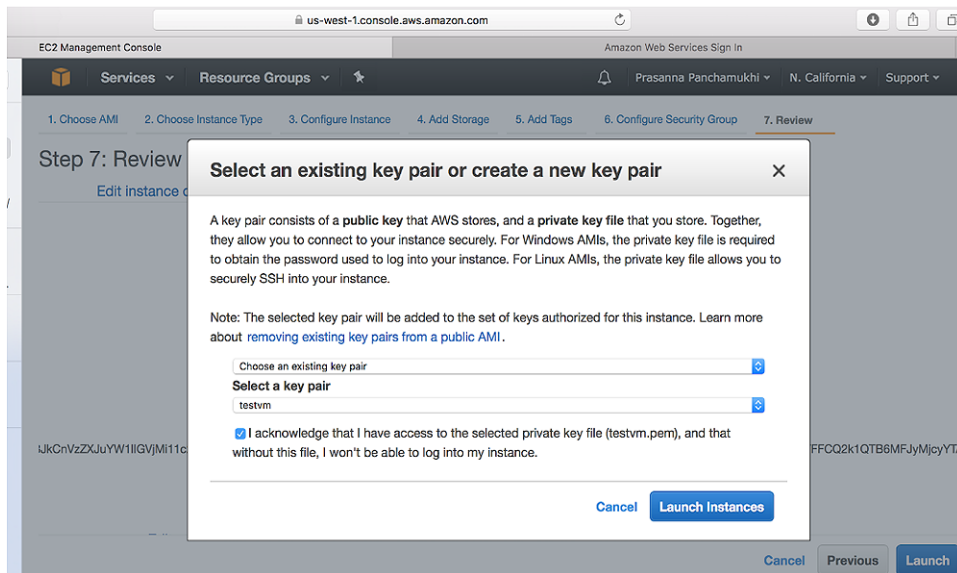 us-west-1.console.aws.amazon.com
EC2 Management Console
Amazon Web Services Sign In
Services
Resource Groups
Prasanna Panchamukhi
N. California
Support
1. Choose AMI
2. Choose Instance Type
3. Configure Instance
4. Add Storage
5. Add Tags
6. Configure Security Group
7. Review
Step 7: Review
Edit instance
Select an existing key pair or create a new key pair
A key pair consists of a public key that AWS stores, and a private key file that you store. Together,
they allow you to connect to your instance securely. For Windows AMIs, the private key file is required
to obtain the password used to log into your instance. For Linux AMIs, the private key file allows you to
securely SSH into your instance.
Note: The selected key pair will be added to the set of keys authorized for this instance. Learn more
about removing existing key pairs from a public AMI.
Choose an existing key pair
Select a key pair
testvm
I acknowledge that I have access to the selected private key file (testvm.pem), and that
without this file, I won't be able to log into my instance.
Cancel
Launch Instances
Cancel
Previous
Launch